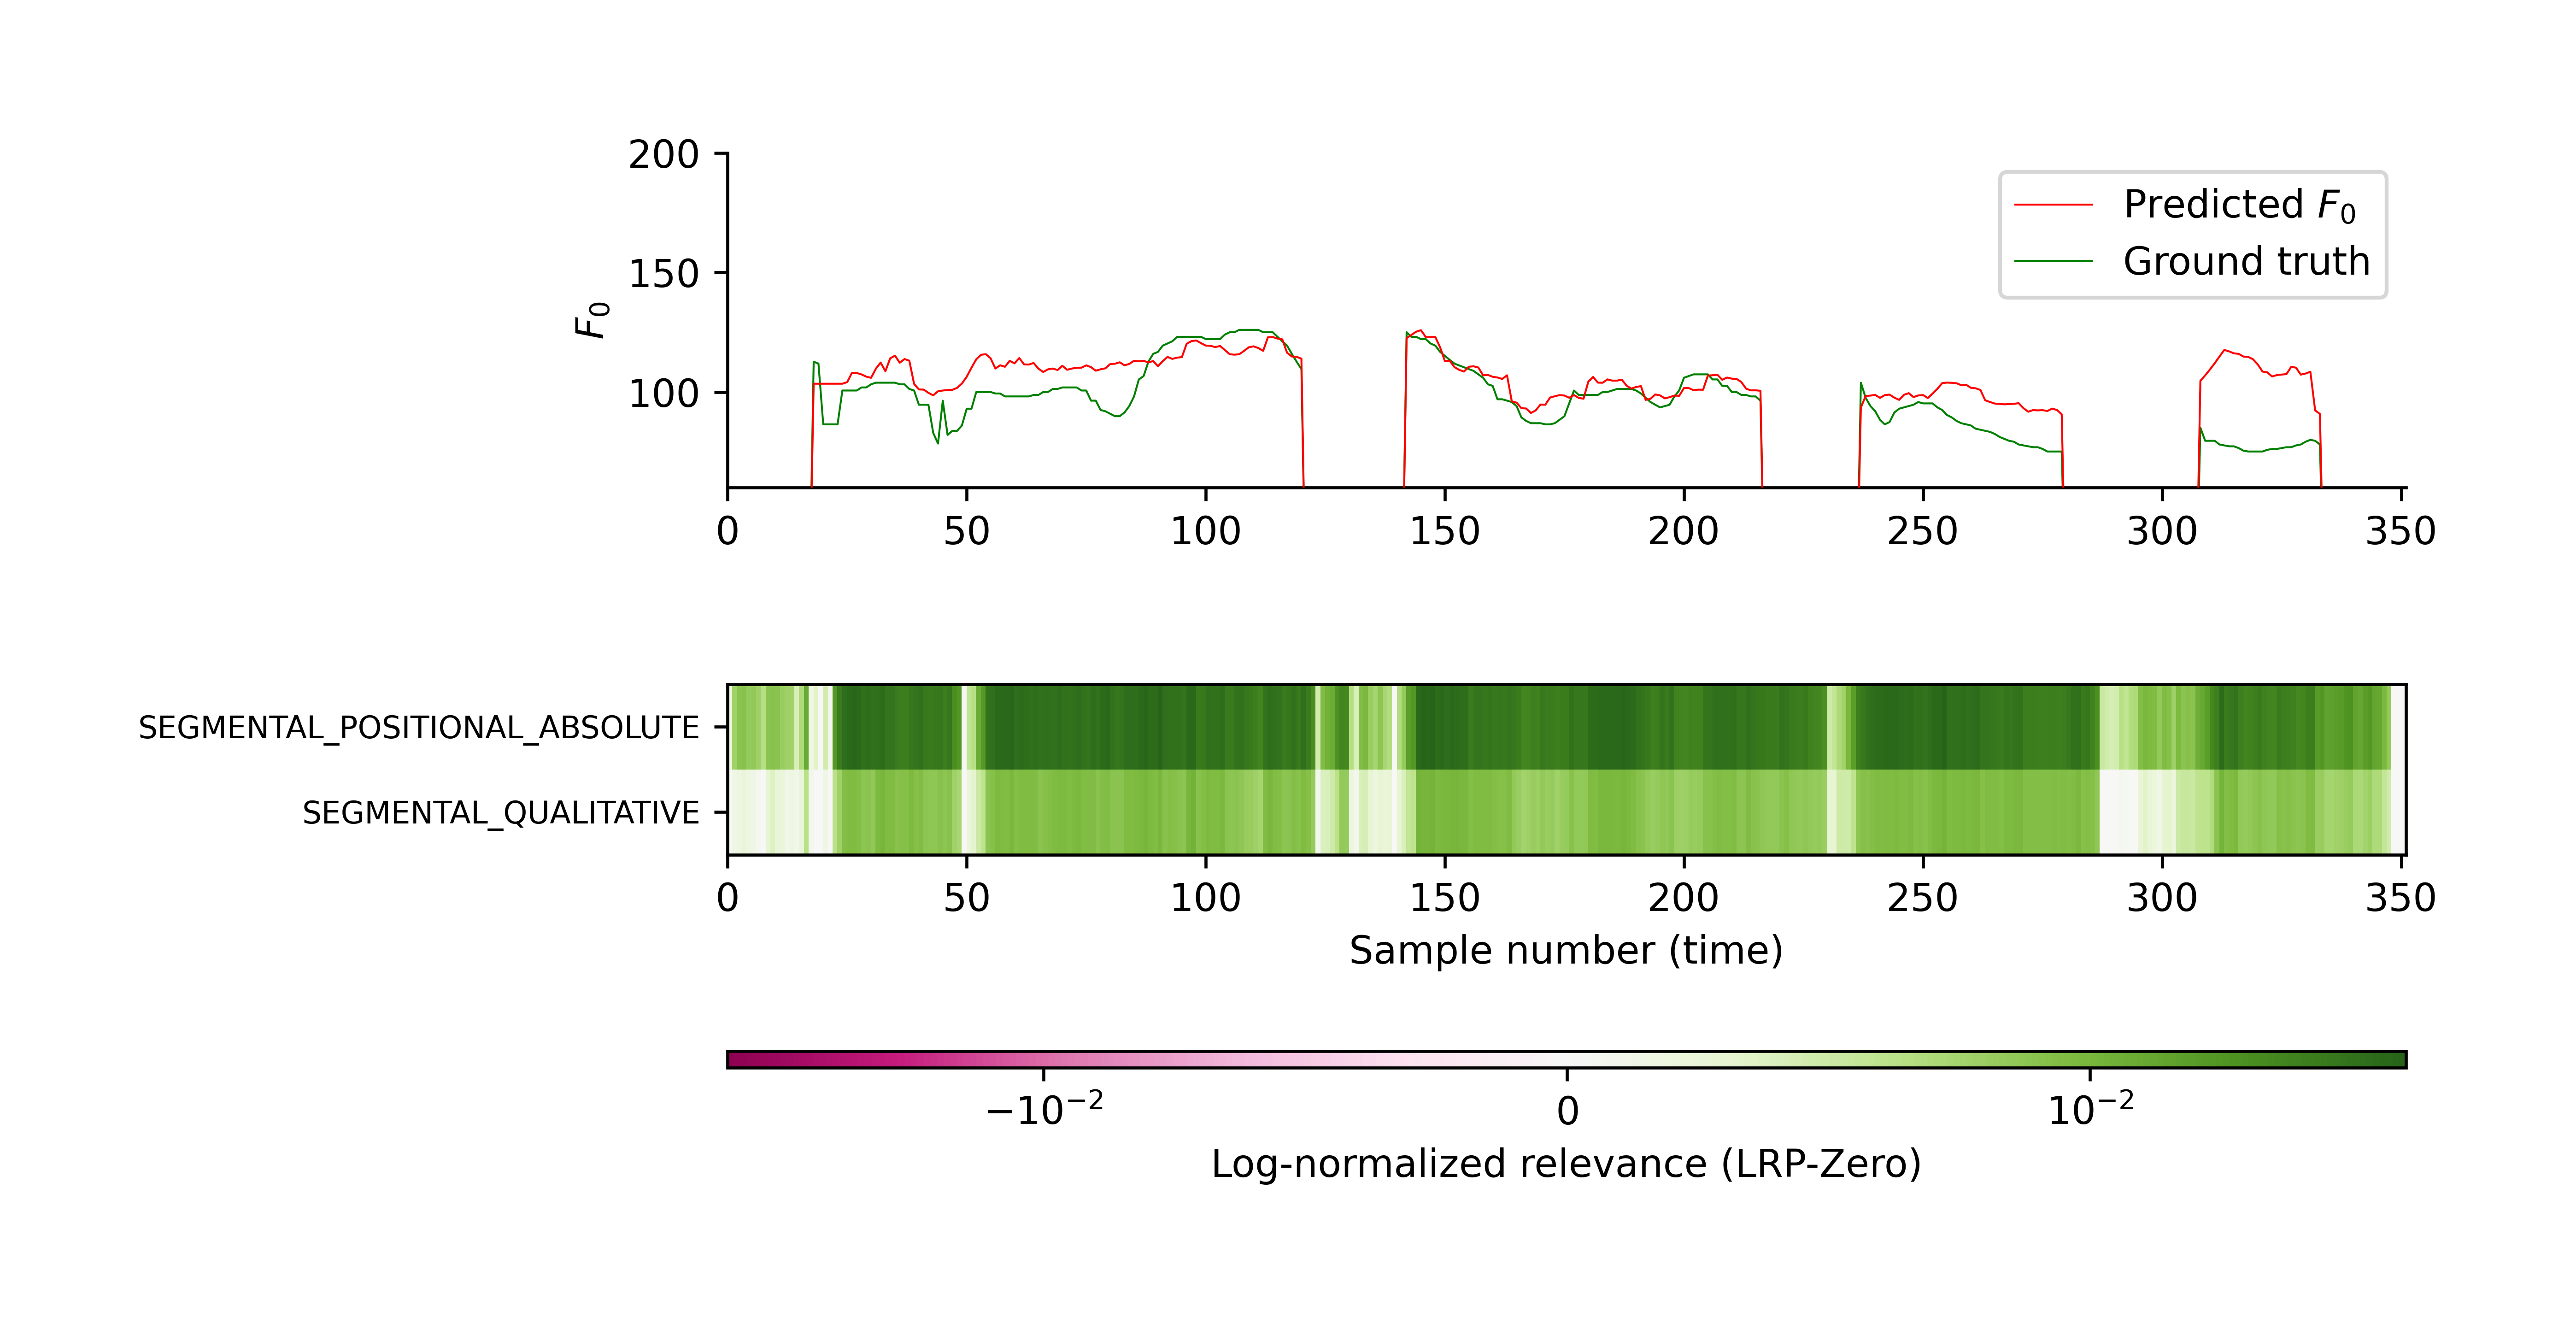 200
150
100
F₀
Predicted F₀
Ground truth
0 50 100 150 200 250 300 350
SEGMENTAL_POSITIONAL_ABSOLUTE
SEGMENTAL_QUALITATIVE
0 50 100 150 200 250 300 350
Sample number (time)
−10⁻² 0 10⁻²
Log-normalized relevance (LRP-Zero)